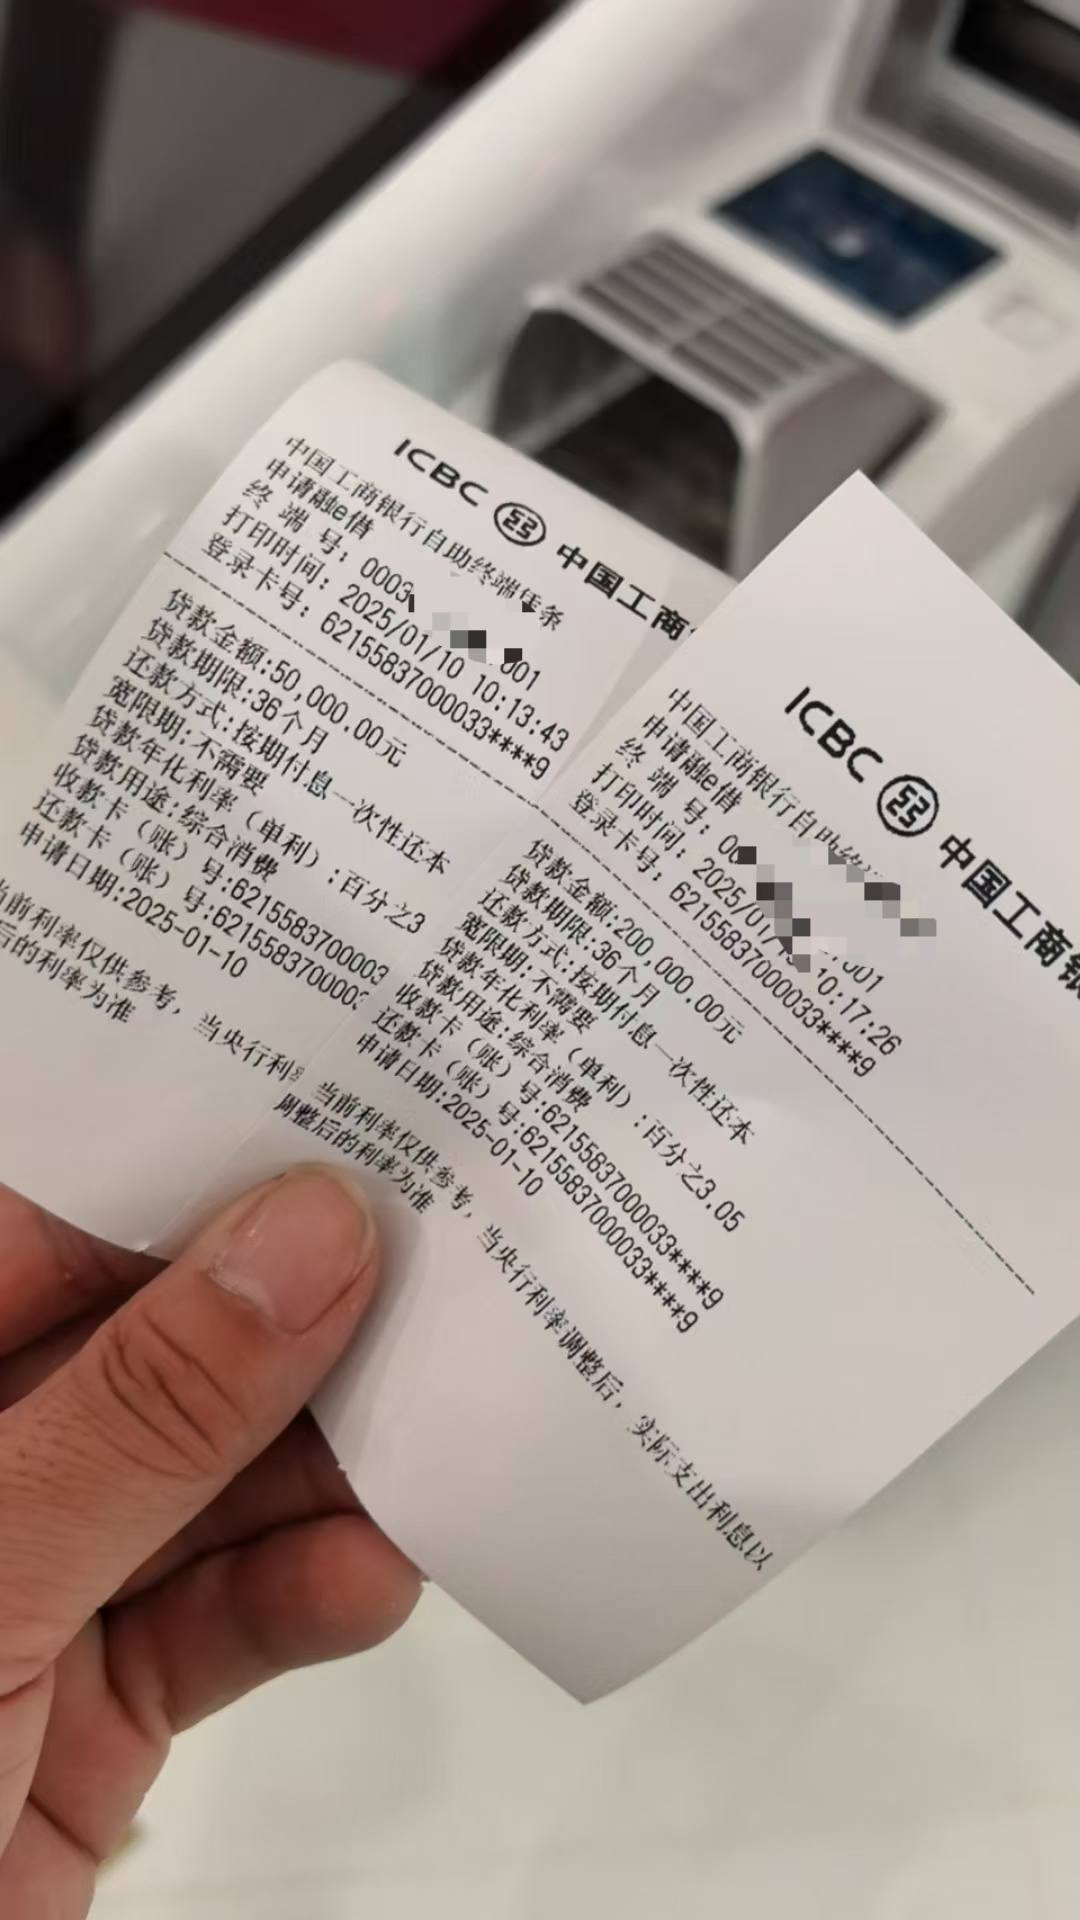 ICBC 中国工商
中国工商银行自助终端凭条
申请融e借
终 端 号：0003 001
打印时间：2025/01/10 10:13:43
登录卡号：6215583700033****9
贷款金额:50,000.00元
贷款期限:36个月
还款方式:按期付息一次性还本
宽限期:不需要
贷款年化利率（单利）:百分之3
贷款用途:综合消费
收款卡（账）号:62155837000033
还款卡（账）号:6215583700003
申请日期:2025-01-10
当前利率仅供参考，当央行利率
后的利率为准
ICBC 中国工商银
中国工商银行自助终
申请融e借
终 端 号：00 001
打印时间：2025/01/ 10:17:26
登录卡号：6215583700033****9
贷款金额:200,000.00元
贷款期限:36个月
还款方式:按期付息一次性还本
宽限期:不需要
贷款年化利率（单利）:百分之3.05
贷款用途:综合消费
收款卡（账）号:6215583700033****9
还款卡（账）号:6215583700033****9
申请日期:2025-01-10
当前利率仅供参考，当央行利率调整后，实际支出利息以
周整后的利率为准